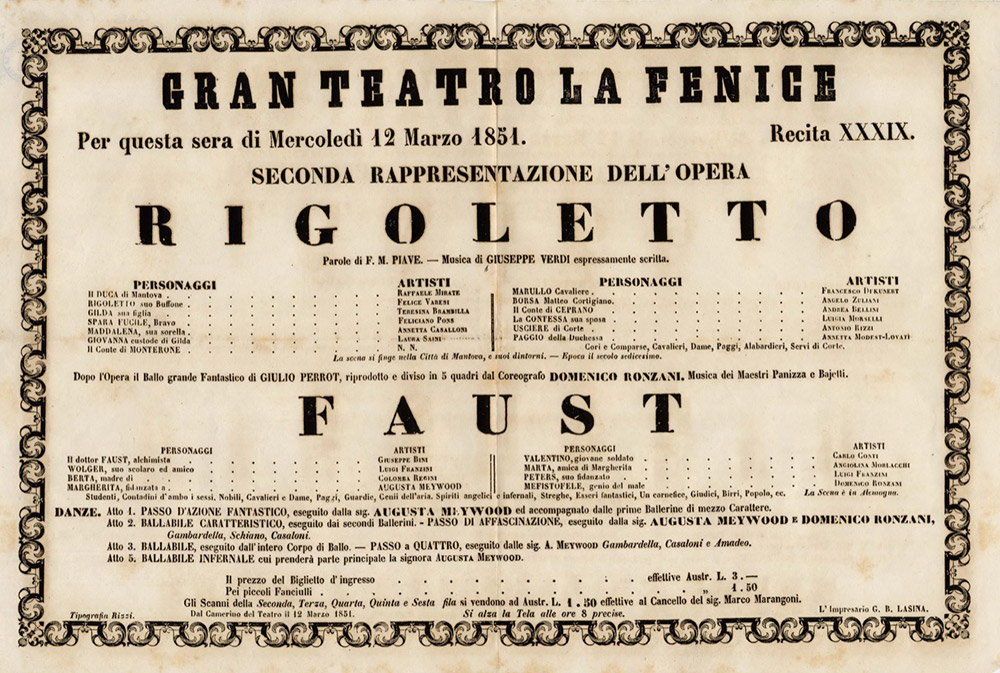 GRAN TEATRO LA FENICE
Per questa sera di Mercoledì 12 Marzo 1851.
Recita XXXIX.
SECONDA RAPPRESENTAZIONE DELL'OPERA
RIGOLETTO
Parole di F. M. PIAVE. — Musica di GIUSEPPE VERDI espressamente scritta.
PERSONAGGI ARTISTI
Il DUCA di Mantova . . . . . . . . Raffaele Mirate
RIGOLETTO suo Buffone . . . . . . . . Felice Varesi
GILDA sua figlia . . . . . . . . Teresina Brambilla
SPARA FUCILE, Bravo . . . . . . . . Feliciano Pons
MADDALENA, sua sorella . . . . . . . . Annetta Casalloni
GIOVANNA custode di Gilda . . . . . . . . Laura Saini
Il Conte di MONTERONE . . . . . . . . N. N.
PERSONAGGI ARTISTI
MARULLO Cavaliere . . . . . . . . Francesco De Kunert
BORSA Matteo Cortigiano . . . . . . . . Angelo Zuliani
Il Conte di CEPRANO . . . . . . . . Andrea Bellini
La CONTESSA sua sposa . . . . . . . . Luigia Morselli
USCIERE di Corte . . . . . . . . Antonio Rizzi
PAGGIO della Duchessa . . . . . . . . Annetta Modest-Lovati
Cori e Comparse, Cavalieri, Dame, Paggi, Alabardieri, Servi di Corte.
La scena si finge nella Città di Mantova, e suoi dintorni. — Epoca il secolo sedicesimo.
Dopo l'Opera il Ballo grande Fantastico di GIULIO PERROT, riprodotto e diviso in 5 quadri dal Coreografo DOMENICO RONZANI. Musica dei Maestri Panizza e Bajetti.
FAUST
PERSONAGGI ARTISTI
Il dottor FAUST, alchimista . . . . . . . . Giuseppe Bini
WOLGER, suo scolaro ed amico . . . . . . . . Luigi Franzini
BERTA, madre di . . . . . . . . Colomba Regini
MARGHERITA, fidanzata a . . . . . . . . Augusta Meywood
PERSONAGGI ARTISTI
VALENTINO, giovane soldato . . . . . . . . Carlo Conti
MARTA, amica di Margherita . . . . . . . . Angiolina Morlacchi
PETERS, suo fidanzato . . . . . . . . Luigi Franzini
MEFISTOFELE, genio del male . . . . . . . . Domenico Ronzani
Studenti, Contadini d'ambo i sessi. Nobili, Cavalieri e Dame, Paggi, Guardie, Genii dell'aria. Spiriti angelici e infernali, Streghe, Esseri fantastici, Un carnefice, Giudici, Birri, Popolo, ec. La Scena è in Alemagna.
DANZE. Atto 1. PASSO D'AZIONE FANTASTICO, eseguito dalla sig. AUGUSTA MEYWOOD ed accompagnato dalle prime Ballerine di mezzo Carattere.
Atto 2. BALLABILE CARATTERISTICO, eseguito dai secondi Ballerini. - PASSO DI AFFASCINAZIONE, eseguito dalla sig. AUGUSTA MEYWOOD E DOMENICO RONZANI,
Gambardella, Schiano, Casaloni.
Atto 3. BALLABILE, eseguito dall'intero Corpo di Ballo. — PASSO a QUATTRO, eseguito dalle sig. A. Meywood Gambardella, Casaloni e Amadeo.
Atto 5. BALLABILE INFERNALE cui prenderà parte principale la signora Augusta Meywood.
Il prezzo del Biglietto d'ingresso . . . . . . . . effettive Austr. L. 3. —
Pei piccoli Fanciulli . . . . . . . . „ 1. 50
Gli Scanni della Seconda, Terza, Quarta, Quinta e Sesta fila si vendono ad Austr. L. 1. 50 effettive al Cancello del sig. Marco Marangoni.
Tipografia Rizzi.
Dal Camerino del Teatro il 12 Marzo 1851.
Si alza la Tela alle ore 8 precise.
L' Impresario G. B. LASINA.